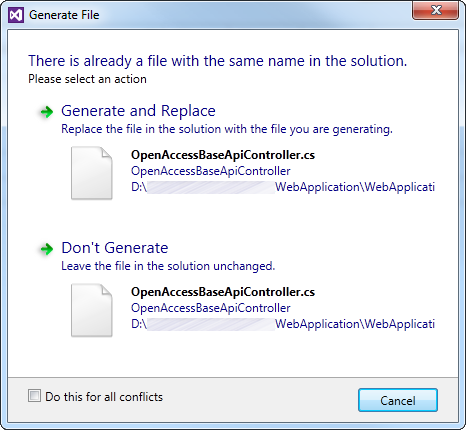 Generate File
There is already a file with the same name in the solution.
Please select an action
Generate and Replace
Replace the file in the solution with the file you are generating.
OpenAccessBaseApiController.cs
OpenAccessBaseApiController
D:\ WebApplication\WebApplicati
Don't Generate
Leave the file in the solution unchanged.
OpenAccessBaseApiController.cs
OpenAccessBaseApiController
D:\ WebApplication\WebApplicati
Do this for all conflicts
Cancel